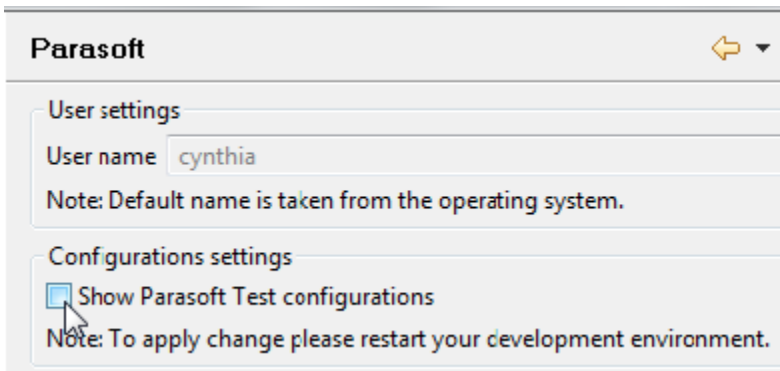 Parasoft
User settings
User name cynthia
Note: Default name is taken from the operating system.
Configurations settings
Show Parasoft Test configurations
Note: To apply change please restart your development environment.